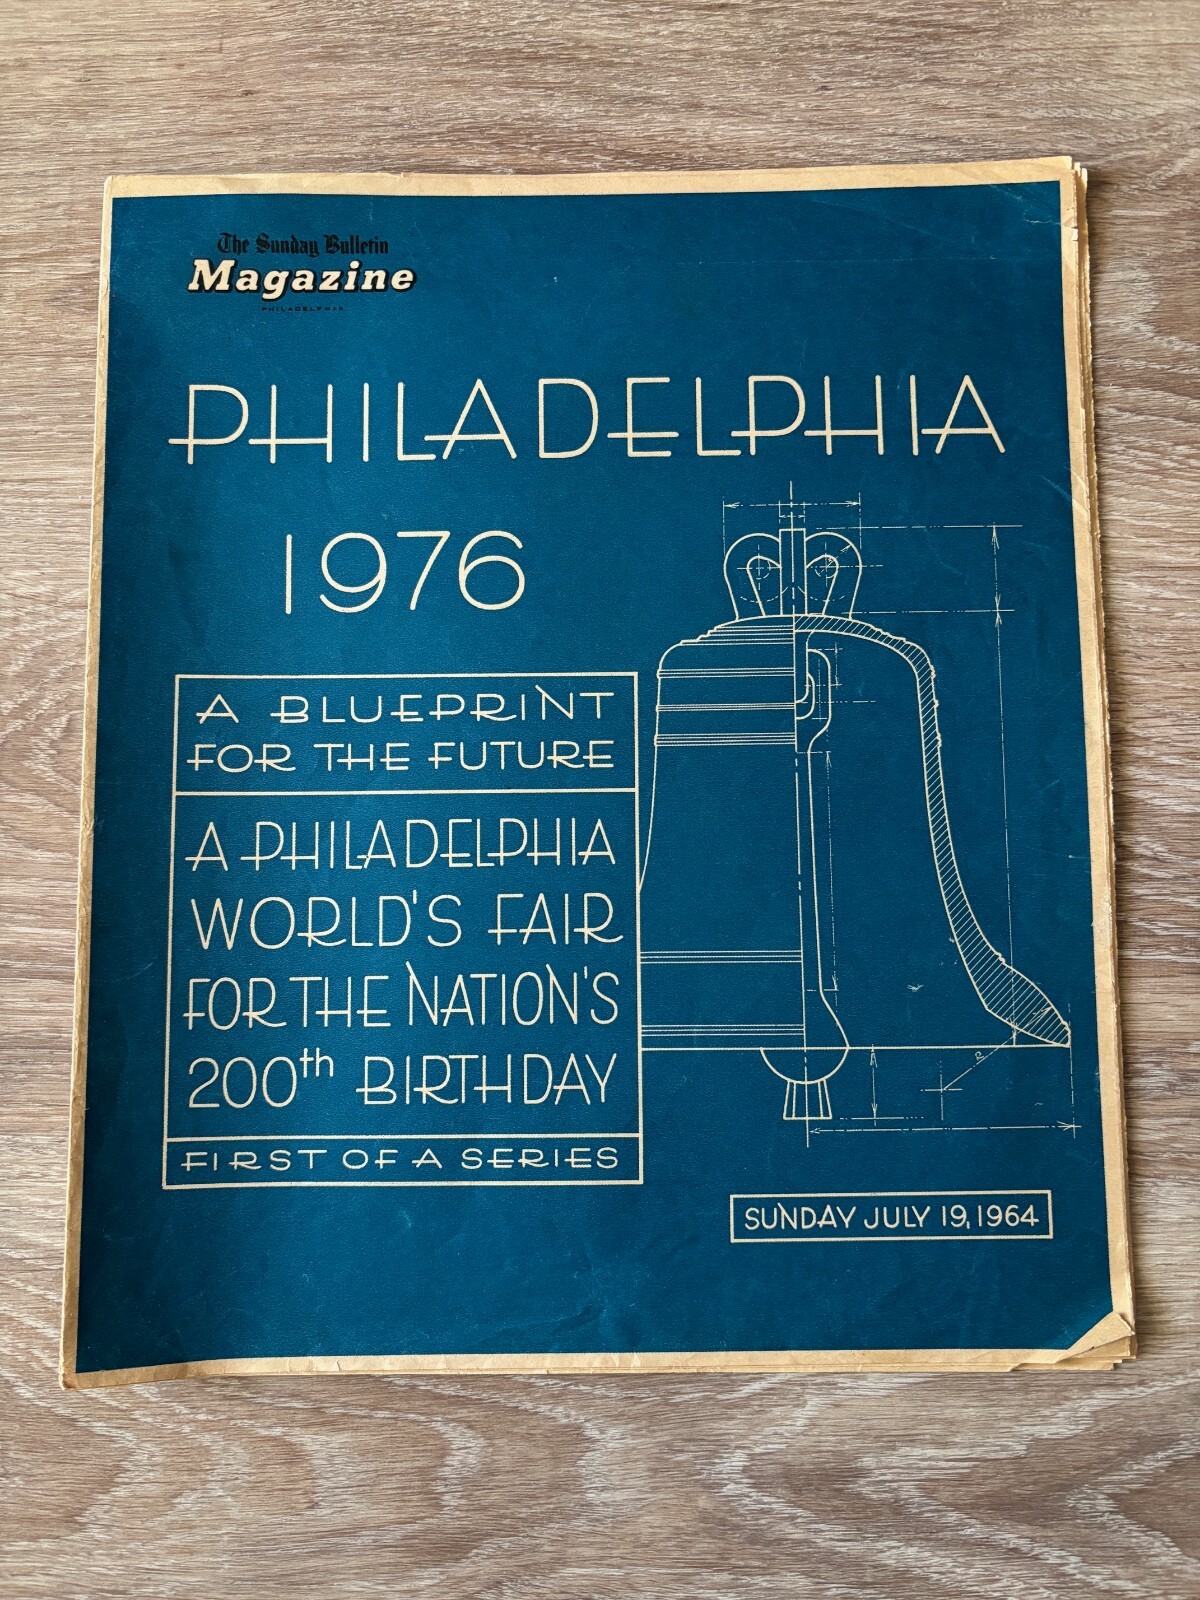 The Sunday Bulletin
Magazine
PHILADELPHIA
PHILADELPHIA
1976
A BLUEPRINT
FOR THE FUTURE
A PHILADELPHIA
WORLD'S FAIR
FOR THE NATION'S
200th BIRTHDAY
FIRST OF A SERIES
R
SUNDAY JULY 19, 1964